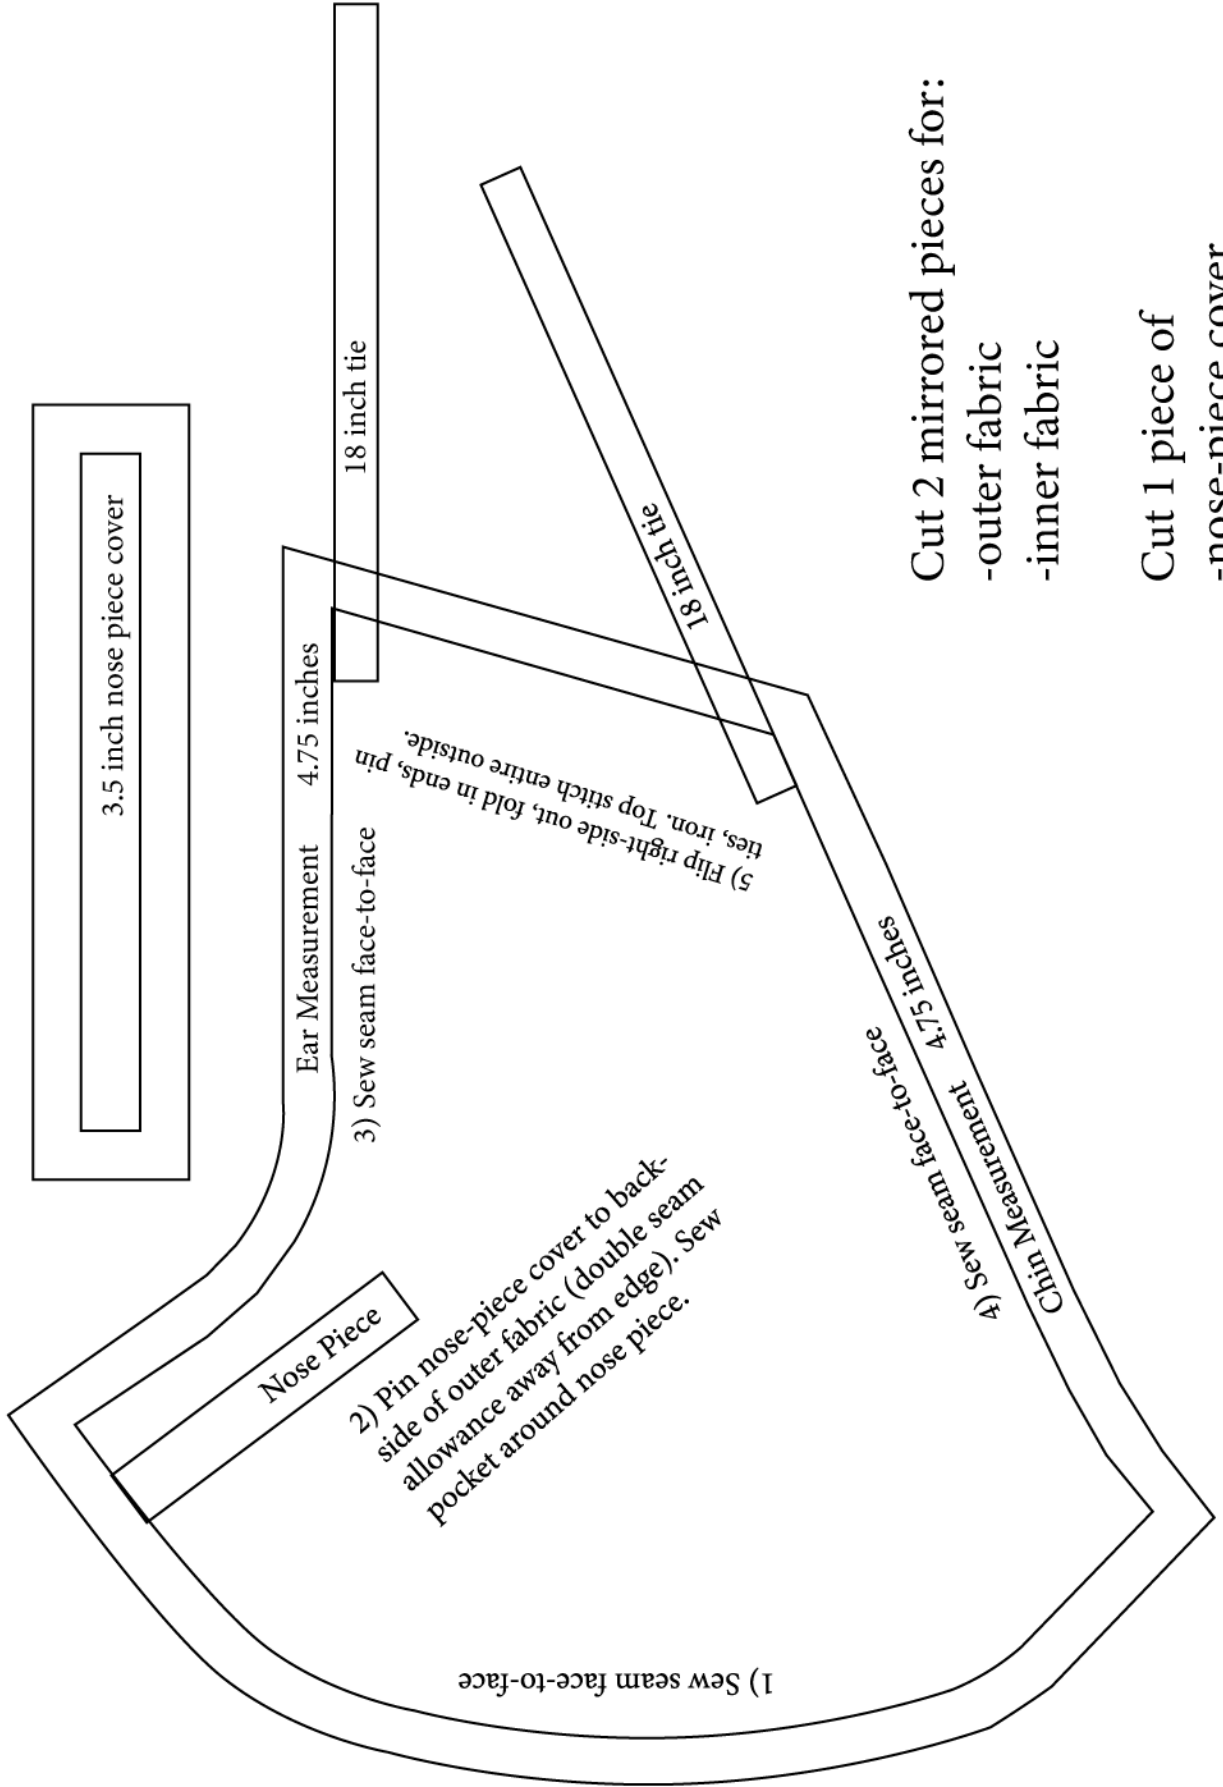 3.5 inch nose piece cover
18 inch tie
Ear Measurement 4.75 inches
3) Sew seam face-to-face
18 inch tie
5) Flip right-side out, fold in ends, pin
ties, iron. Top stitch entire outside.
Nose Piece
2) Pin nose-piece cover to back-
side of outer fabric (double seam
allowance away from edge). Sew
pocket around nose piece.
4) Sew seam face-to-face
Chin Measurement 4.75 inches
1) Sew seam face-to-face
Cut 2 mirrored pieces for:
-outer fabric
-inner fabric
Cut 1 piece of
-nose-piece cover